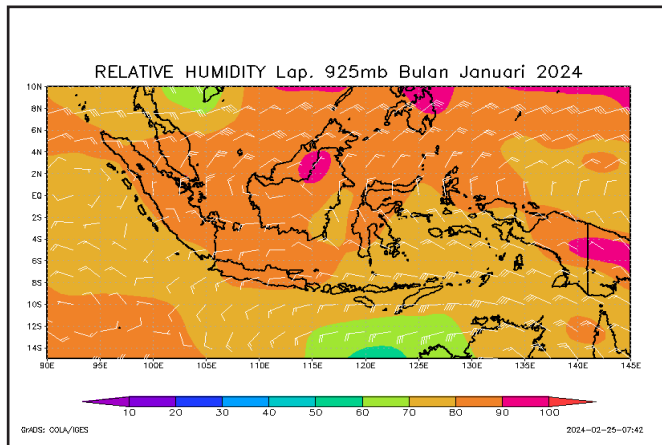 RELATIVE HUMIDITY Lap. 925mb Bulan Januari 2024
10N
8N
6N
4N
2N
EQ
2S
4S
6S
8S
10S
12S
14S
90E 95E 100E 105E 110E 115E 120E 125E 130E 135E 140E 145E
10 20 30 40 50 60 70 80 90 100
GrADS: COLA/IGES 2024-02-25-07:42